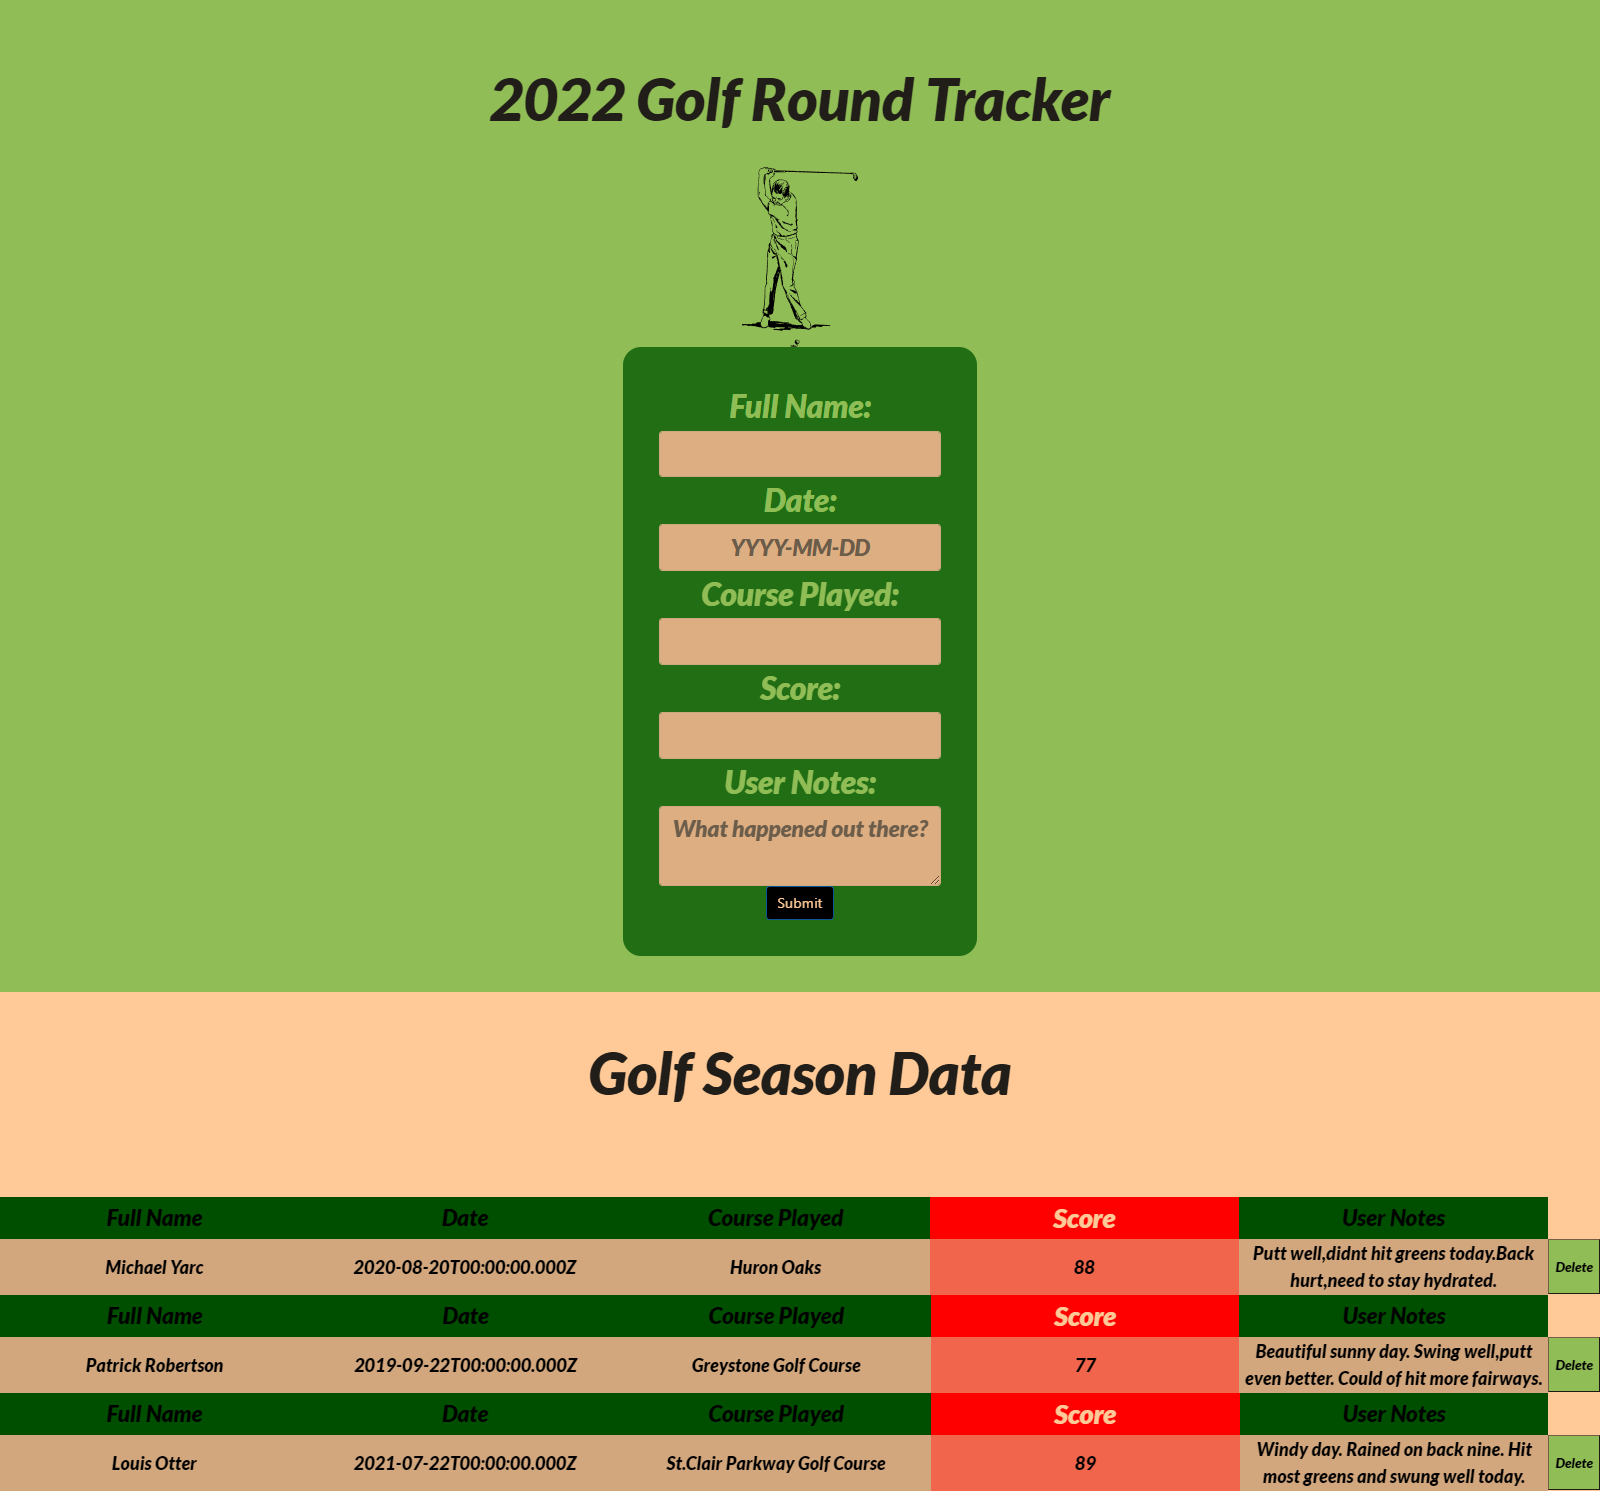 2022 Golf Round Tracker
Full Name:
Date:
YYYY-MM-DD
Course Played:
Score:
User Notes:
What happened out there?
Submit
Golf Season Data
Full Name Date Course Played Score User Notes
Michael Yarc 2020-08-20T00:00:00.000Z Huron Oaks 88 Putt well,didnt hit greens today.Back
hurt,need to stay hydrated.
Delete
Full Name Date Course Played Score User Notes
Patrick Robertson 2019-09-22T00:00:00.000Z Greystone Golf Course 77 Beautiful sunny day. Swing well,putt
even better. Could of hit more fairways.
Delete
Full Name Date Course Played Score User Notes
Louis Otter 2021-07-22T00:00:00.000Z St.Clair Parkway Golf Course 89 Windy day. Rained on back nine. Hit
most greens and swung well today.
Delete